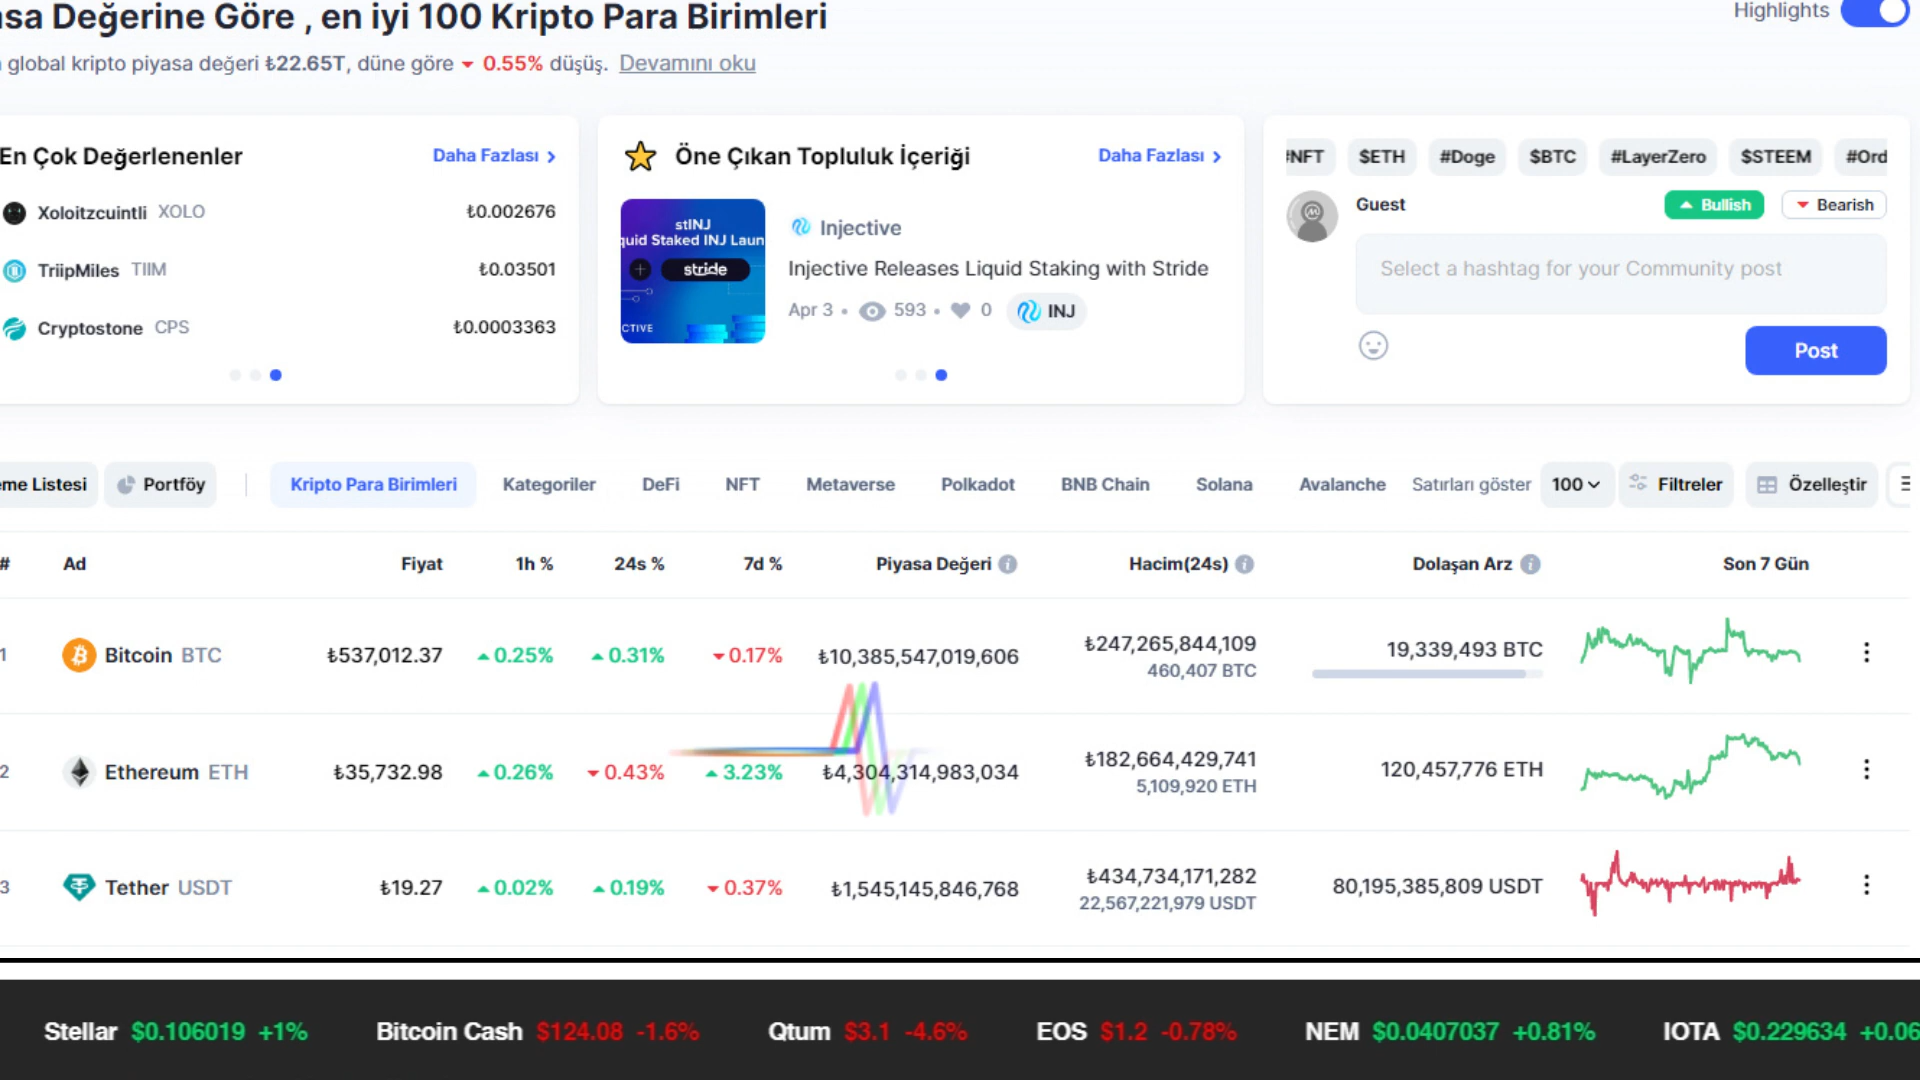 sa Değerine Göre , en iyi 100 Kripto Para Birimleri
Highlights
global kripto piyasa değeri ₺22.65T, düne göre 0.55% düşüş. Devamını oku
En Çok Değerlenenler
Daha Fazlası
Xoloitzcuintli XOLO ₺0.002676
TriipMiles TIIM ₺0.03501
Cryptostone CPS ₺0.0003363
Öne Çıkan Topluluk İçeriği
Daha Fazlası
stINJ
quid Staked INJ Laun
stride
CTIVE
Injective
Injective Releases Liquid Staking with Stride
Apr 3 • 593 • 0 INJ
#NFT $ETH #Doge $BTC #LayerZero $STEEM #Ord
Guest
Bullish Bearish
Select a hashtag for your Community post
Post
me Listesi Portföy Kripto Para Birimleri Kategoriler DeFi NFT Metaverse Polkadot BNB Chain Solana Avalanche Satırları göster 100 Filtreler Özelleştir
# Ad Fiyat 1h % 24s % 7d % Piyasa Değeri Hacim(24s) Dolaşan Arz Son 7 Gün
1 Bitcoin BTC ₺537,012.37 0.25% 0.31% 0.17% ₺10,385,547,019,606 ₺247,265,844,109 19,339,493 BTC
460,407 BTC
2 Ethereum ETH ₺35,732.98 0.26% 0.43% 3.23% ₺4,304,314,983,034 ₺182,664,429,741 120,457,776 ETH
5,109,920 ETH
3 Tether USDT ₺19.27 0.02% 0.19% 0.37% ₺1,545,145,846,768 ₺434,734,171,282 80,195,385,809 USDT
22,567,221,979 USDT
Stellar $0.106019 +1% Bitcoin Cash $124.08 -1.6% Qtum $3.1 -4.6% EOS $1.2 -0.78% NEM $0.0407037 +0.81% IOTA $0.229634 +0.06